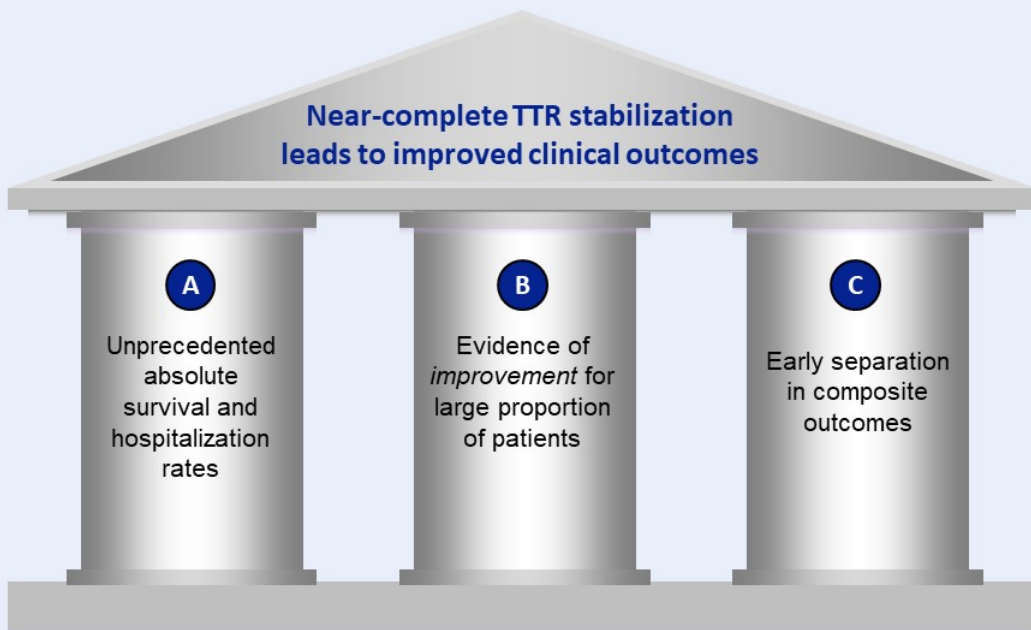 Near-complete TTR stabilization
leads to improved clinical outcomes
A
Unprecedented
absolute
survival and
hospitalization
rates
B
Evidence of
improvement for
large proportion
of patients
C
Early separation
in composite
outcomes